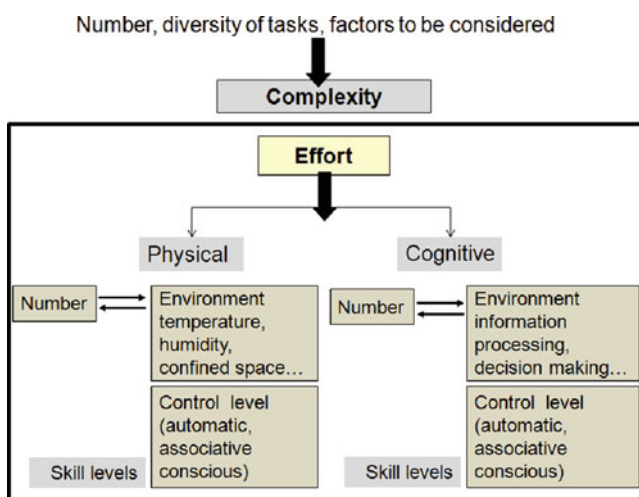 Number, diversity of tasks, factors to be considered
Complexity
Effort
Physical
Cognitive
Number
Environment
temperature,
humidity,
confined space...
Number
Environment
information
processing,
decision making...
Control level
(automatic,
associative
conscious)
Skill levels
Control level
(automatic,
associative
conscious)
Skill levels